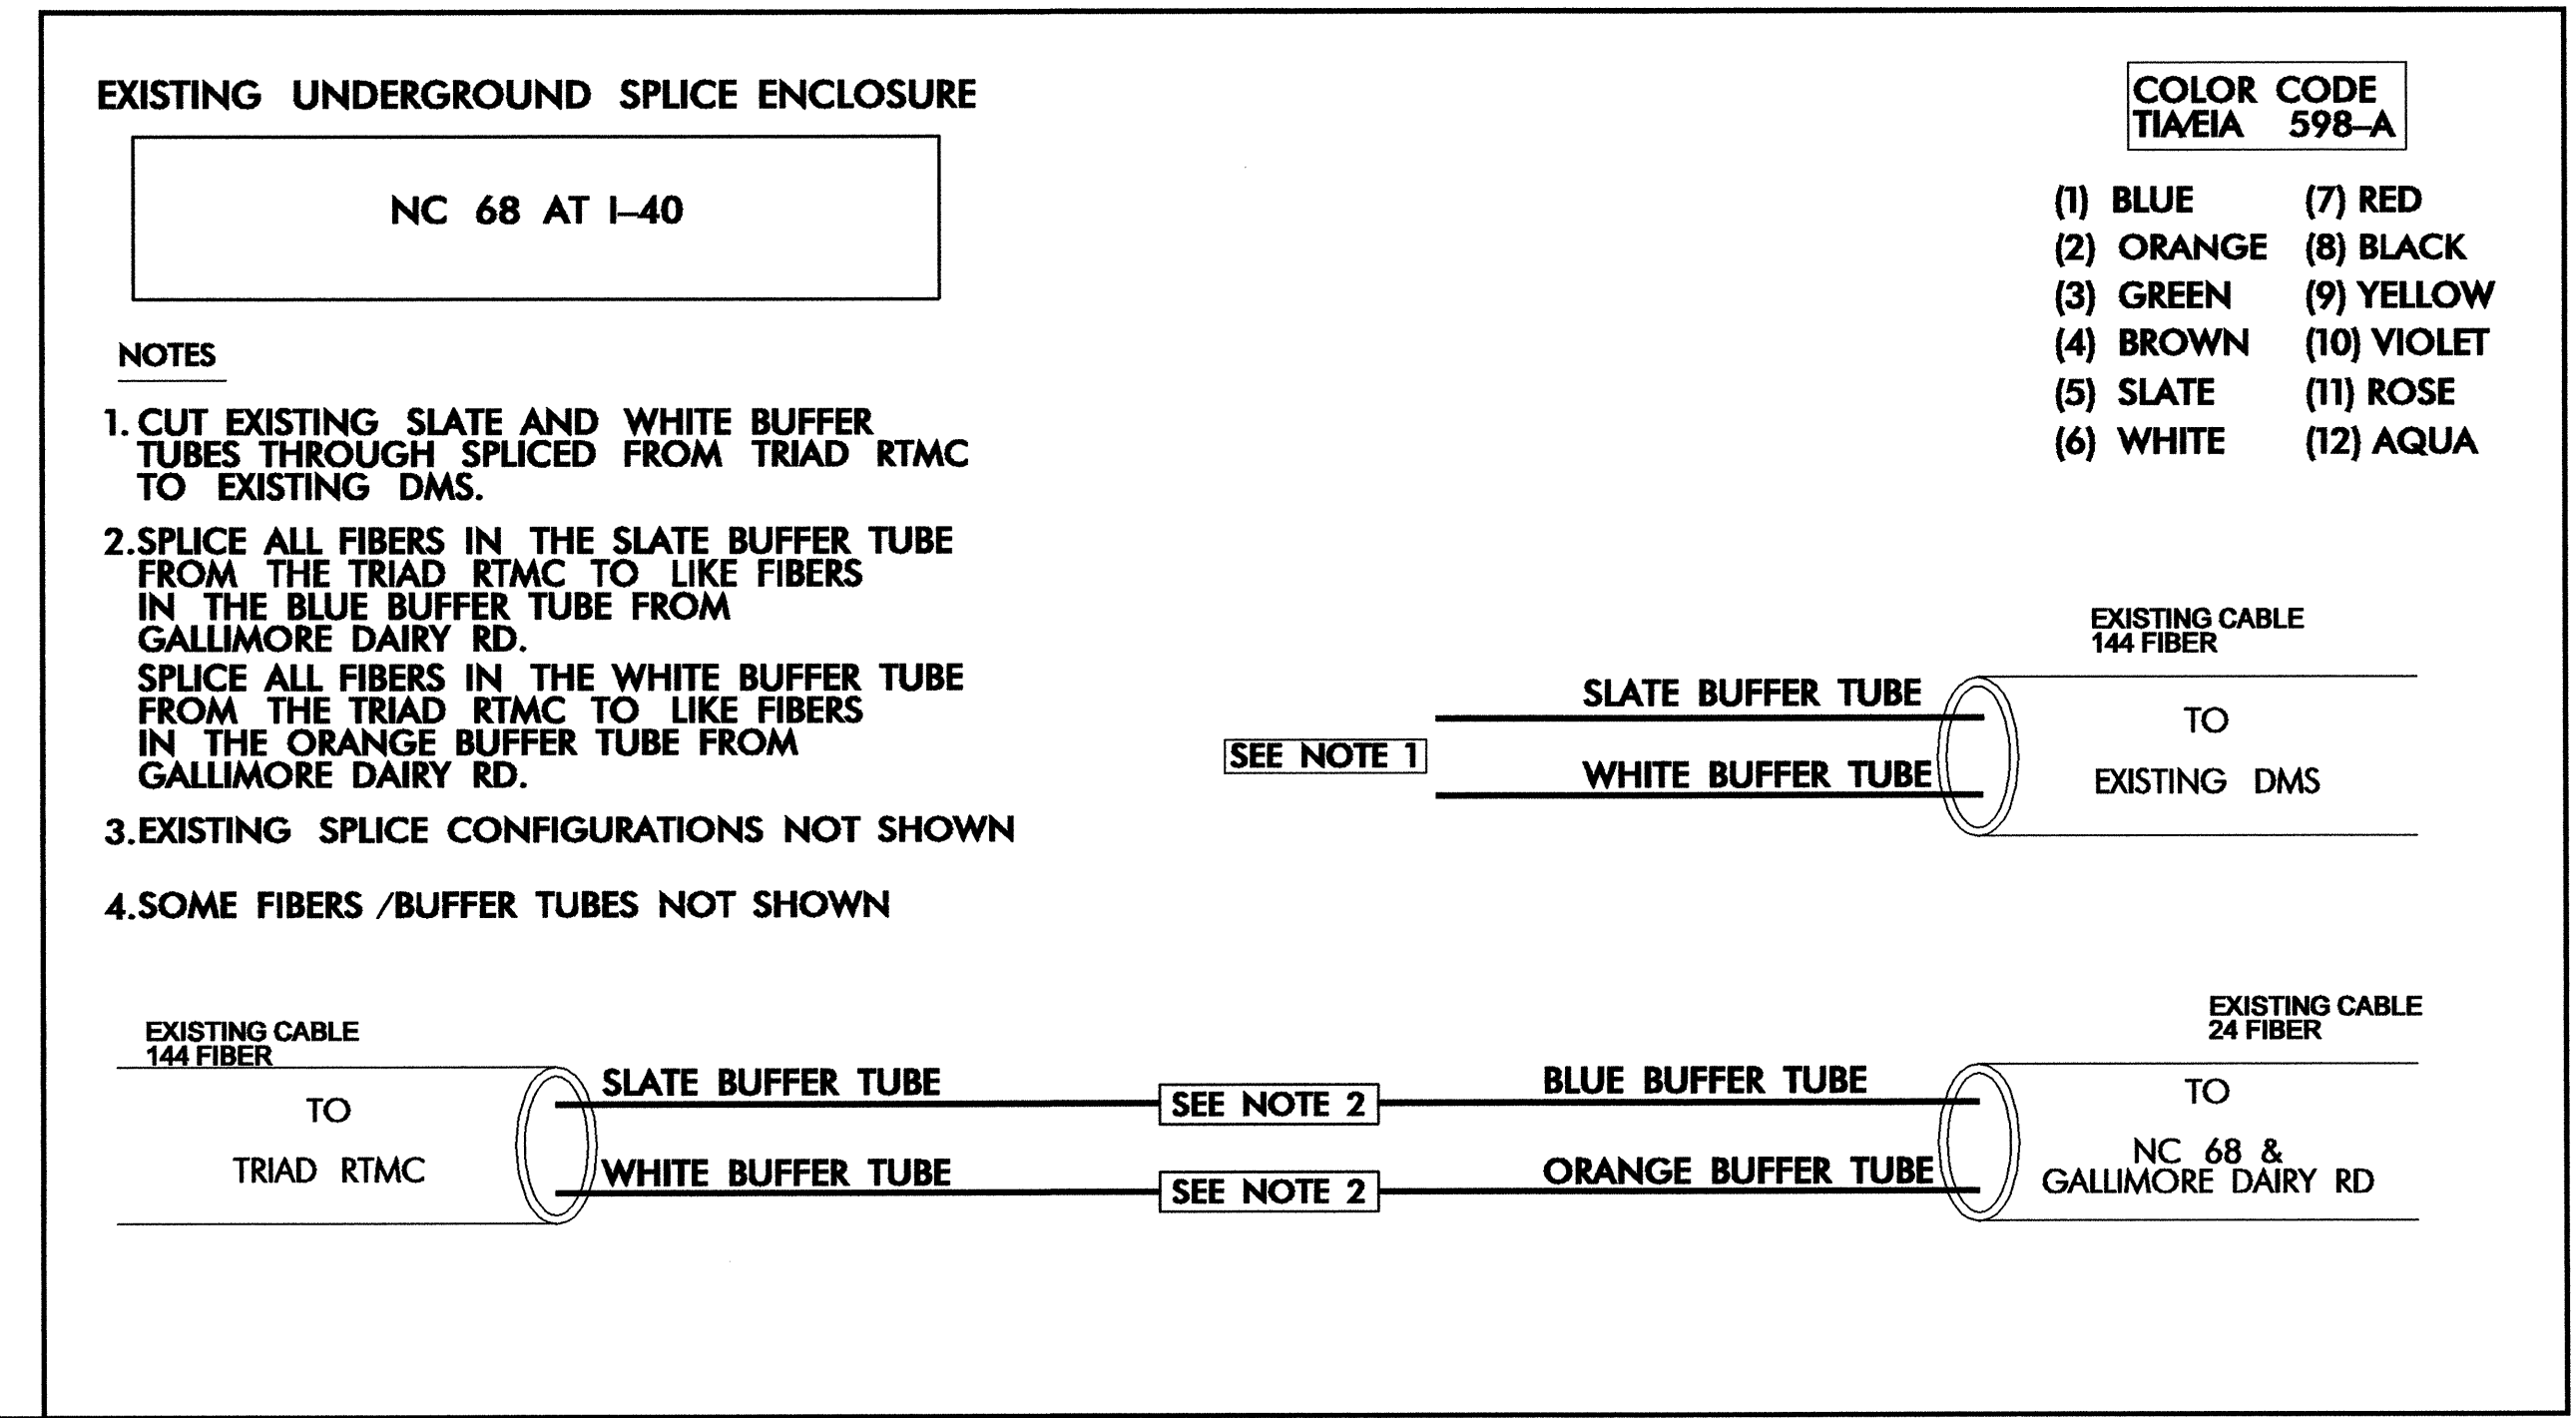 EXISTING UNDERGROUND SPLICE ENCLOSURE
NC 68 AT I-40
NOTES
1. CUT EXISTING SLATE AND WHITE BUFFER
TUBES THROUGH SPLICED FROM TRIAD RTMC
TO EXISTING DMS.
2.SPLICE ALL FIBERS IN THE SLATE BUFFER TUBE
FROM THE TRIAD RTMC TO LIKE FIBERS
IN THE BLUE BUFFER TUBE FROM
GALLIMORE DAIRY RD.
SPLICE ALL FIBERS IN THE WHITE BUFFER TUBE
FROM THE TRIAD RTMC TO LIKE FIBERS
IN THE ORANGE BUFFER TUBE FROM
GALLIMORE DAIRY RD.
3.EXISTING SPLICE CONFIGURATIONS NOT SHOWN
4.SOME FIBERS /BUFFER TUBES NOT SHOWN
COLOR CODE
TIA/EIA 598-A
(1) BLUE (7) RED
(2) ORANGE (8) BLACK
(3) GREEN (9) YELLOW
(4) BROWN (10) VIOLET
(5) SLATE (11) ROSE
(6) WHITE (12) AQUA
EXISTING CABLE
144 FIBER
SLATE BUFFER TUBE
TO
SEE NOTE 1
WHITE BUFFER TUBE
EXISTING DMS
EXISTING CABLE
144 FIBER
TO
TRIAD RTMC
SLATE BUFFER TUBE
SEE NOTE 2
BLUE BUFFER TUBE
WHITE BUFFER TUBE
SEE NOTE 2
ORANGE BUFFER TUBE
EXISTING CABLE
24 FIBER
TO
NC 68 &
GALLIMORE DAIRY RD